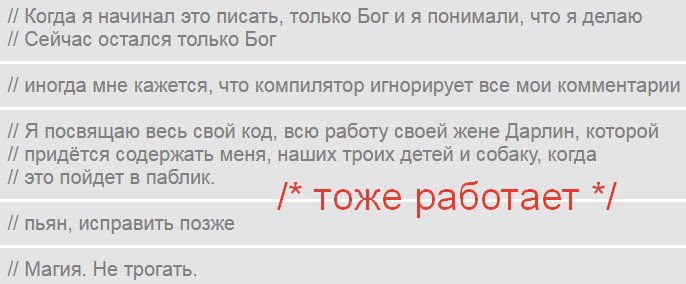 // Когда я начинал это писать, только Бог и я понимали, что я делаю
// Сейчас остался только Бог
// иногда мне кажется, что компилятор игнорирует все мои комментарии
// Я посвящаю весь свой код, всю работу своей жене Дарлин, которой
// придётся содержать меня, наших троих детей и собаку, когда
// это пойдет в паблик.
/* тоже работает */
// пьян, исправить позже
// Магия. Не трогать.